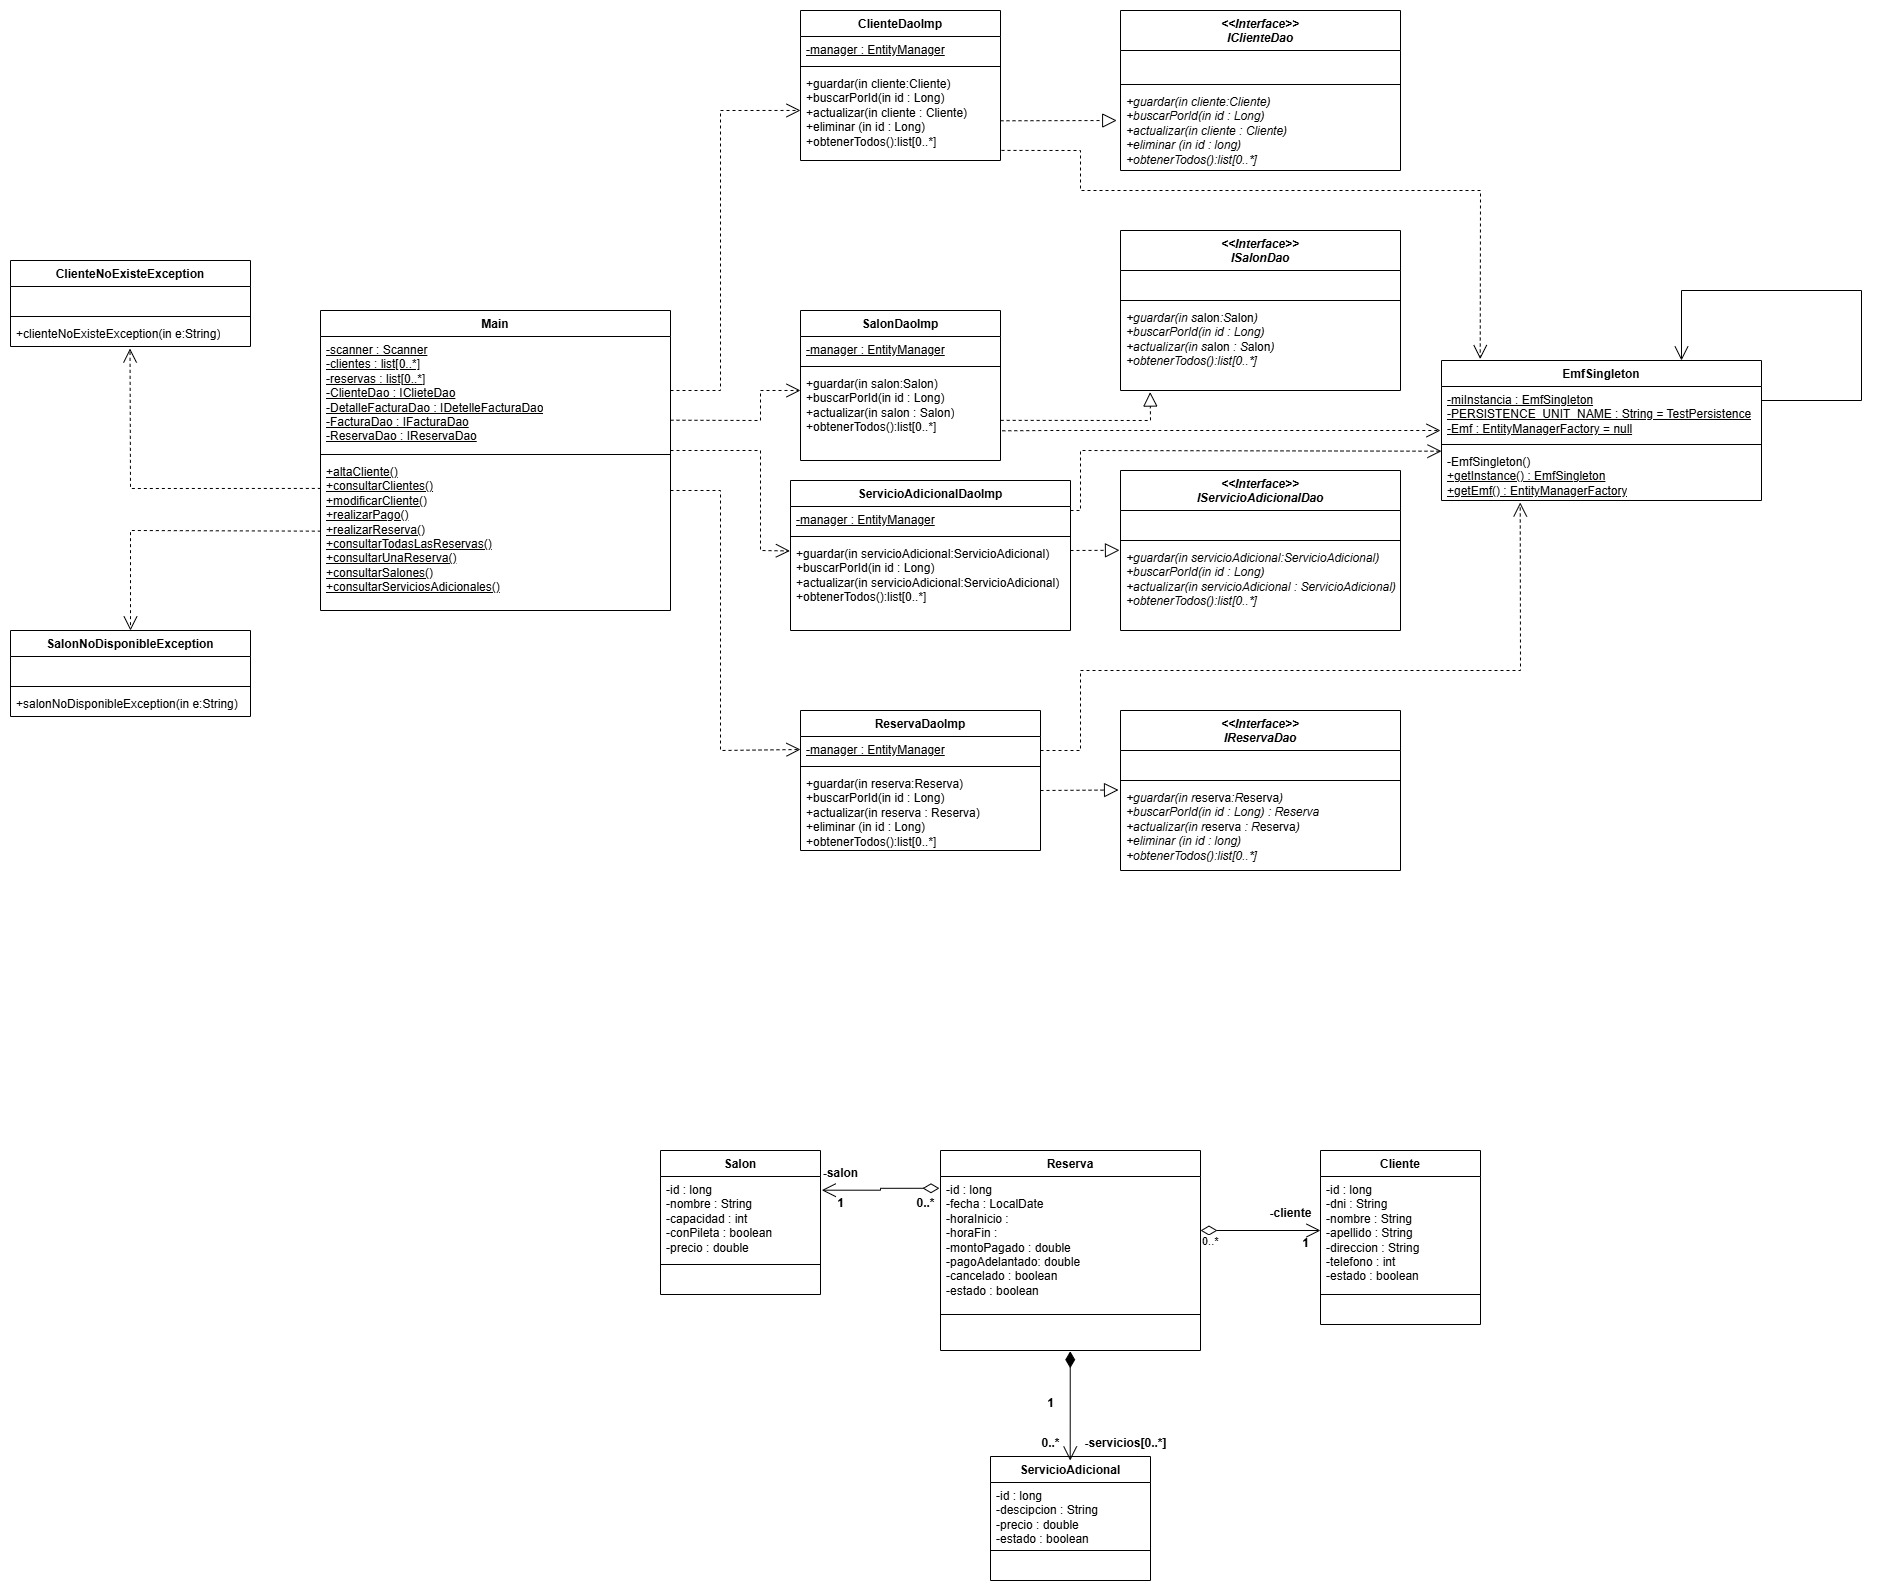 ClienteDaoImp
-manager : EntityManager
+guardar(in cliente:Cliente)
+buscarPorId(in id : Long)
+actualizar(in cliente : Cliente)
+eliminar (in id : Long)
+obtenerTodos():list[0..*]
<<Interface>>
IClienteDao
+guardar(in cliente:Cliente)
+buscarPorId(in id : Long)
+actualizar(in cliente : Cliente)
+eliminar (in id : long)
+obtenerTodos():list[0..*]
ClienteNoExisteException
+clienteNoExisteException(in e:String)
Main
-scanner : Scanner
-clientes : list[0..*]
-reservas : list[0..*]
-ClienteDao : IClieteDao
-DetalleFacturaDao : IDetelleFacturaDao
-FacturaDao : IFacturaDao
-ReservaDao : IReservaDao
+altaCliente()
+consultarClientes()
+modificarCliente()
+realizarPago()
+realizarReserva()
+consultarTodasLasReservas()
+consultarUnaReserva()
+consultarSalones()
+consultarServiciosAdicionales()
SalonDaoImp
-manager : EntityManager
+guardar(in salon:Salon)
+buscarPorId(in id : Long)
+actualizar(in salon : Salon)
+obtenerTodos():list[0..*]
<<Interface>>
ISalonDao
+guardar(in salon:Salon)
+buscarPorId(in id : Long)
+actualizar(in salon : Salon)
+obtenerTodos():list[0..*]
EmfSingleton
-miInstancia : EmfSingleton
-PERSISTENCE_UNIT_NAME : String = TestPersistence
-Emf : EntityManagerFactory = null
-EmfSingleton()
+getInstance() : EmfSingleton
+getEmf() : EntityManagerFactory
ServicioAdicionalDaoImp
-manager : EntityManager
+guardar(in servicioAdicional:ServicioAdicional)
+buscarPorId(in id : Long)
+actualizar(in servicioAdicional:ServicioAdicional)
+obtenerTodos():list[0..*]
<<Interface>>
IServicioAdicionalDao
+guardar(in servicioAdicional:ServicioAdicional)
+buscarPorId(in id : Long)
+actualizar(in servicioAdicional : ServicioAdicional)
+obtenerTodos():list[0..*]
SalonNoDisponibleException
+salonNoDisponibleException(in e:String)
ReservaDaoImp
-manager : EntityManager
+guardar(in reserva:Reserva)
+buscarPorId(in id : Long)
+actualizar(in reserva : Reserva)
+eliminar (in id : Long)
+obtenerTodos():list[0..*]
<<Interface>>
IReservaDao
+guardar(in reserva:Reserva)
+buscarPorId(in id : Long) : Reserva
+actualizar(in reserva : Reserva)
+eliminar (in id : long)
+obtenerTodos():list[0..*]
Salon
-id : long
-nombre : String
-capacidad : int
-conPileta : boolean
-precio : double
-salon
1
0..*
Reserva
-id : long
-fecha : LocalDate
-horaInicio :
-horaFin :
-montoPagado : double
-pagoAdelantado: double
-cancelado : boolean
-estado : boolean
-cliente
0..*
1
Cliente
-id : long
-dni : String
-nombre : String
-apellido : String
-direccion : String
-telefono : int
-estado : boolean
1
0..*
-servicios[0..*]
ServicioAdicional
-id : long
-descipcion : String
-precio : double
-estado : boolean